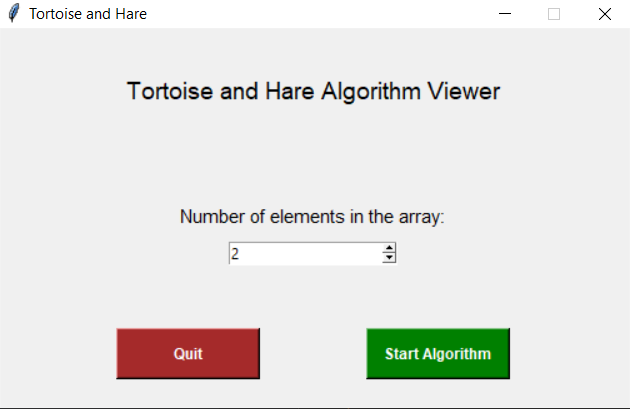 Tortoise and Hare
Tortoise and Hare Algorithm Viewer
Number of elements in the array:
2
Quit
Start Algorithm